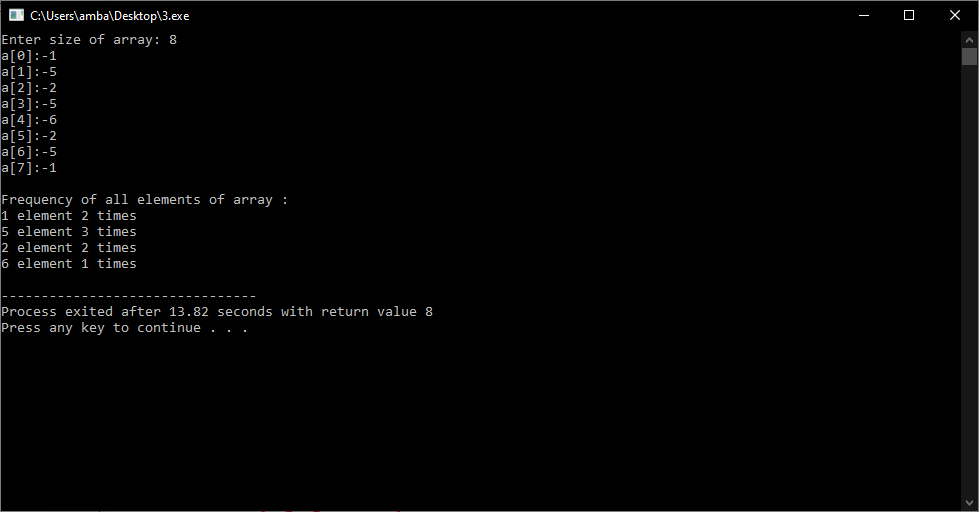 C:\Users\amba\Desktop\3.exe
Enter size of array: 8
a[0]:-1
a[1]:-5
a[2]:-2
a[3]:-5
a[4]:-6
a[5]:-2
a[6]:-5
a[7]:-1
Frequency of all elements of array :
1 element 2 times
5 element 3 times
2 element 2 times
6 element 1 times
--------------------------------
Process exited after 13.82 seconds with return value 8
Press any key to continue . . .